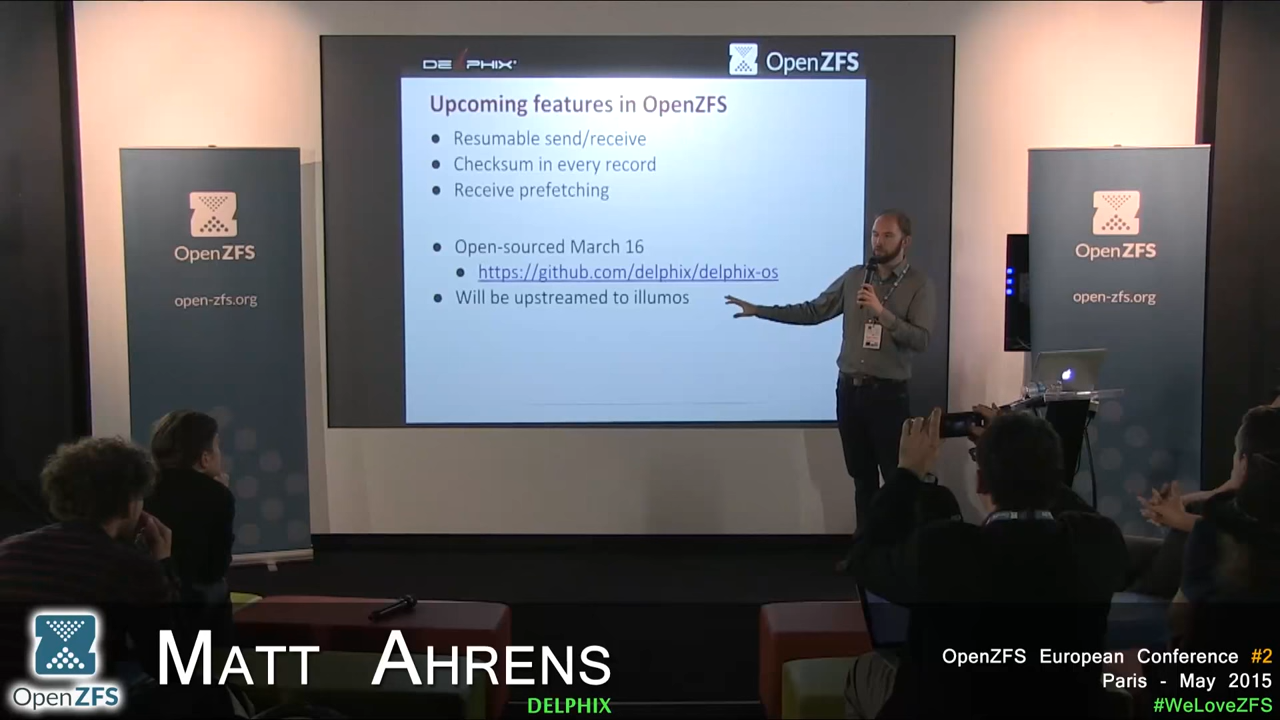 DELPHIX
OpenZFS
Upcoming features in OpenZFS
● Resumable send/receive
● Checksum in every record
● Receive prefetching
● Open-sourced March 16
● https://github.com/delphix/delphix-os
● Will be upstreamed to illumos
OpenZFS
open-zfs.org
OpenZFS
open-zfs.org
OpenZFS
MATT AHRENS
DELPHIX
OpenZFS European Conference #2
Paris - May 2015
#WeLoveZFS